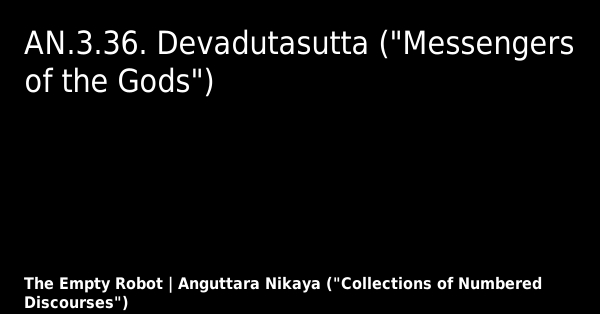 AN.3.36. Devadutasutta ("Messengers
of the Gods")
The Empty Robot | Anguttara Nikaya ("Collections of Numbered
Discourses")